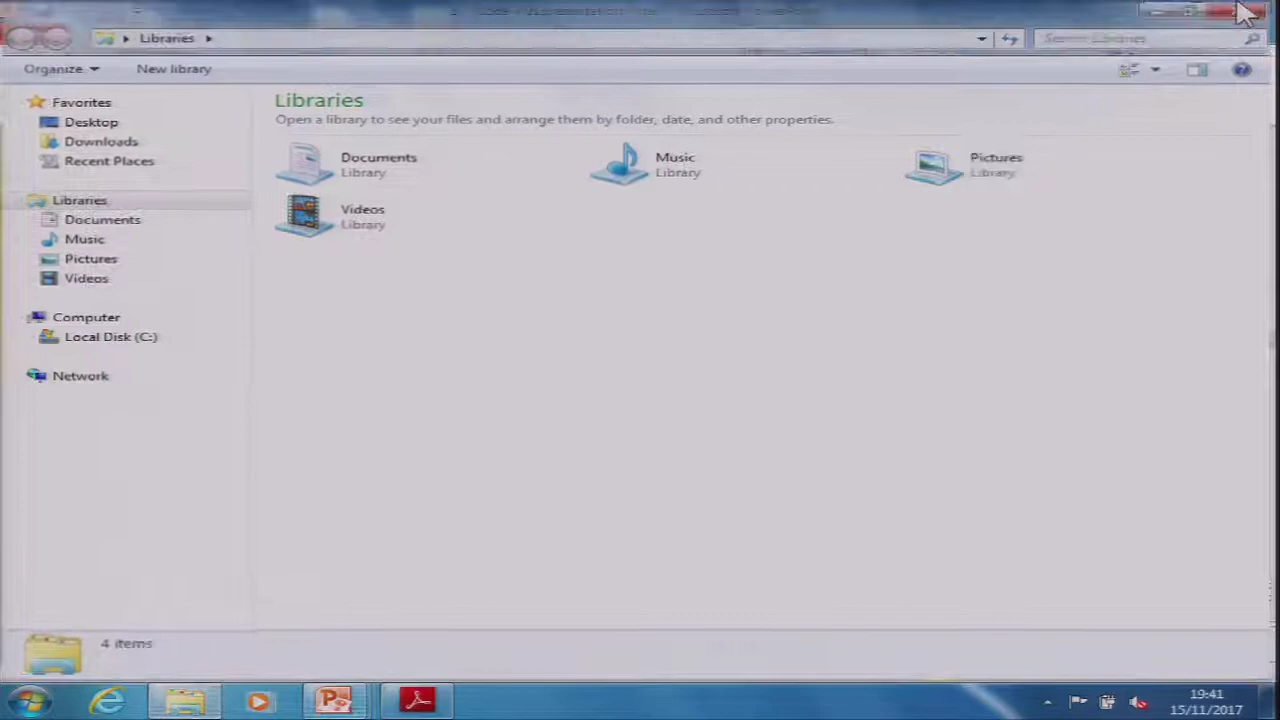 Libraries
Search Libraries
Organize
New library
Favorites
Desktop
Downloads
Recent Places
Libraries
Documents
Music
Pictures
Videos
Computer
Local Disk (C:)
Network
Libraries
Open a library to see your files and arrange them by folder, date, and other properties.
Documents
Library
Music
Library
Pictures
Library
Videos
Library
4 items
19:41
15/11/2017